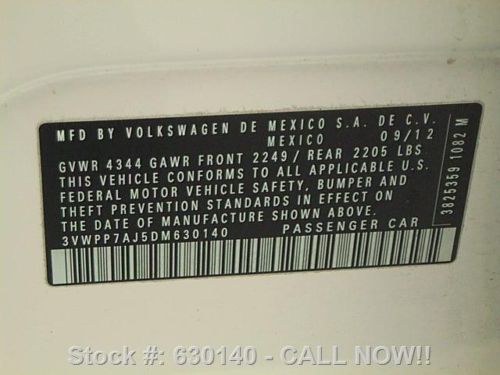 MFD BY VOLKSWAGEN DE MEXICO S.A. DE C.V.
MEXICO 09/12
GVWR 4344 GAWR FRONT 2249/ REAR 2205 LBS
THIS VEHICLE CONFORMS TO ALL APPLICABLE U.S.
FEDERAL MOTOR VEHICLE SAFETY, BUMPER AND
THEFT PREVENTION STANDARDS IN EFFECT ON
THE DATE OF MANUFACTURE SHOWN ABOVE.
3VWPP7AJ5DM630140 PASSENGER CAR
3825359 1082 M
Stock #: 630140 - CALL NOW!!